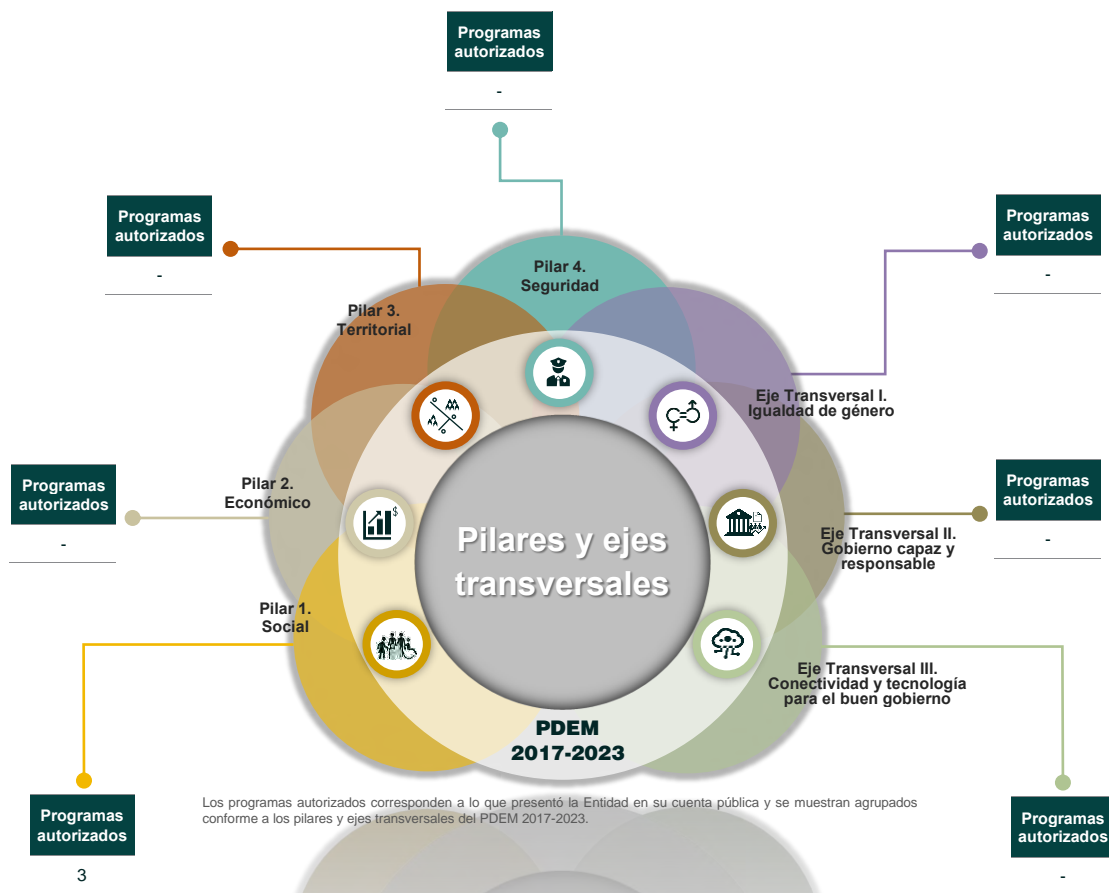 Programas
autorizados
-
Programas
autorizados
-
Programas
autorizados
-
Pilar 4.
Seguridad
Pilar 3.
Territorial
Eje Transversal I.
Igualdad de género
Programas
autorizados
-
Pilar 2.
Económico
$
Programas
autorizados
-
Pilares y ejes
transversales
Eje Transversal II.
Gobierno capaz y
responsable
Pilar 1.
Social
Eje Transversal III.
Conectividad y tecnología
para el buen gobierno
PDEM
2017-2023
Los programas autorizados corresponden a lo que presentó la Entidad en su cuenta pública y se muestran agrupados
conforme a los pilares y ejes transversales del PDEM 2017-2023.
Programas
autorizados
3
Programas
autorizados
-